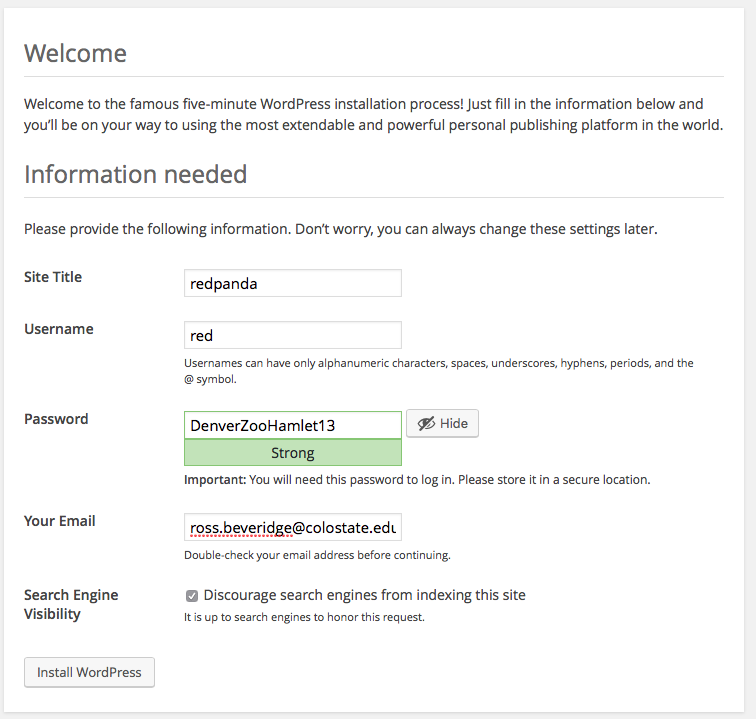 Welcome
Welcome to the famous five-minute WordPress installation process! Just fill in the information below and
you’ll be on your way to using the most extendable and powerful personal publishing platform in the world.
Information needed
Please provide the following information. Don’t worry, you can always change these settings later.
Site Title
redpanda
Username
red
Usernames can have only alphanumeric characters, spaces, underscores, hyphens, periods, and the
@ symbol.
Password
DenverZooHamlet13
Hide
Strong
Important: You will need this password to log in. Please store it in a secure location.
Your Email
ross.beveridge@colostate.edu
Double-check your email address before continuing.
Search Engine
Visibility
Discourage search engines from indexing this site
It is up to search engines to honor this request.
Install WordPress